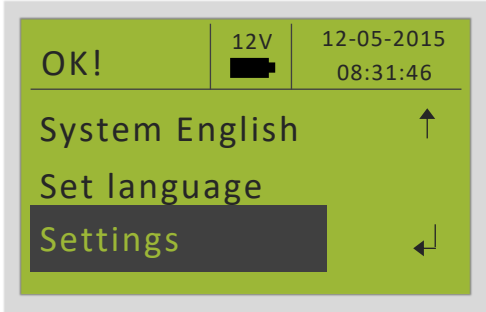 OK!
12V
12-05-2015
08:31:46
System English
Set language
Settings